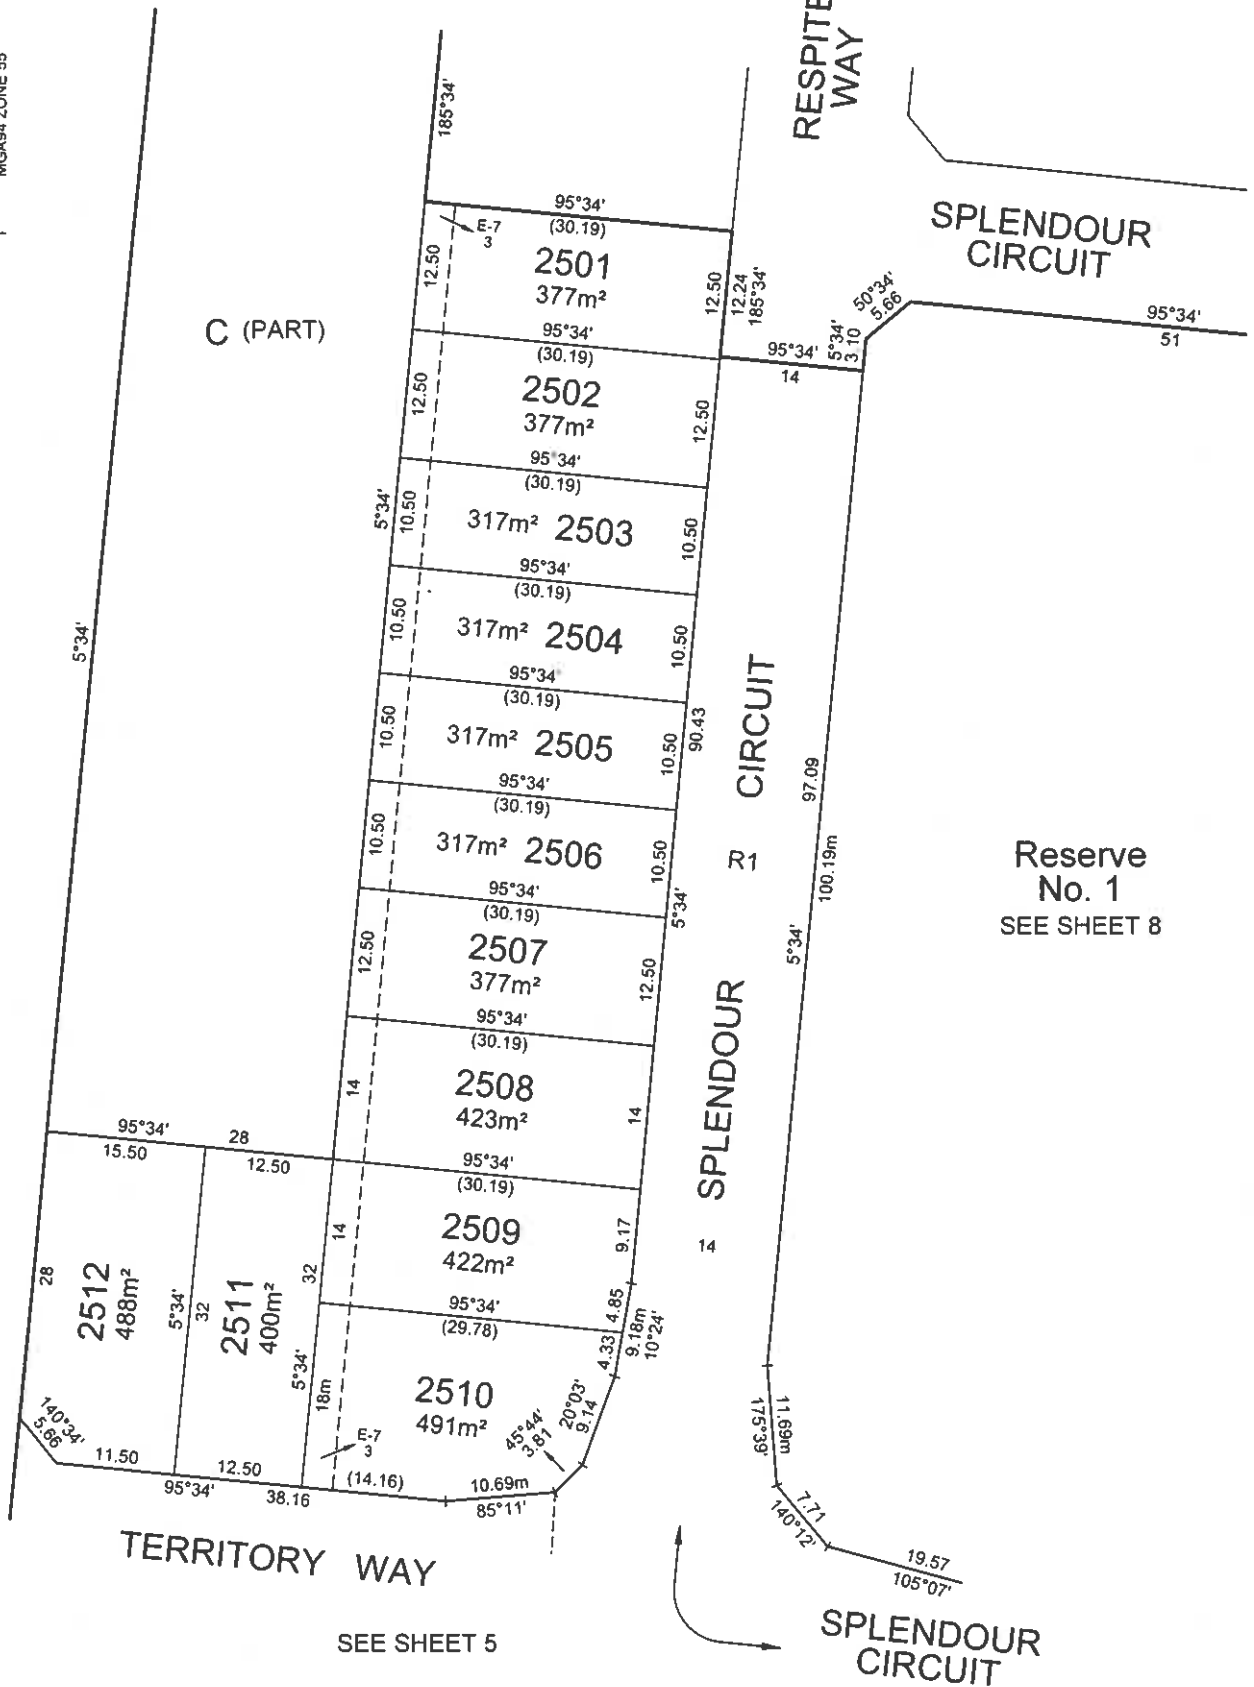 MGA94 ZONE 55
RESPITE
WAY
185°34'
SPLENDOUR
CIRCUIT
95°34'
(30.19)
E-7
3
2501
377m²
12.50
12.50
12.24
185°34'
50°34'
5.66
5°34'
3.10
95°34'
51
C (PART)
95°34'
(30.19)
95°34'
14
2502
377m²
12.50
12.50
95°34'
(30.19)
5°34'
10.50
317m² 2503
10.50
95°34'
(30.19)
10.50
317m² 2504
10.50
5°34'
95°34'
(30.19)
10.50
317m² 2505
10.50
90.43
CIRCUIT
97.09
95°34'
(30.19)
10.50
317m² 2506
10.50
R1
100.19m
Reserve
No. 1
SEE SHEET 8
95°34'
(30.19)
5°34'
5°34'
12.50
2507
377m²
12.50
95°34'
(30.19)
SPLENDOUR
14
2508
423m²
14
95°34'
28
15.50
12.50
95°34'
(30.19)
14
2509
422m²
9.17
14
28
2512
488m²
5°34'
32
2511
400m²
32
5°34'
95°34'
(29.78)
4.85
4.33
9.18m
10°24'
18m
2510
491m²
20°03'
9.14
45°44'
3.81
11.69m
175°39'
140°34'
5.66
E-7
3
11.50
12.50
(14.16)
10.69m
95°34'
38.16
85°11'
7.71
140°12'
TERRITORY WAY
19.57
105°07'
SEE SHEET 5
SPLENDOUR
CIRCUIT